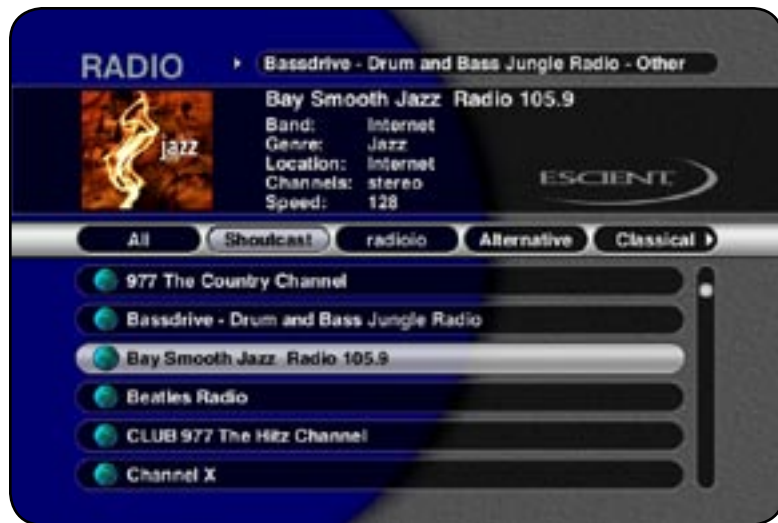 RADIO
Bassdrive - Drum and Bass Jungle Radio - Other
jazz
Bay Smooth Jazz Radio 105.9
Band: Internet
Genre: Jazz
Location: Internet
Channels: stereo
Speed: 128
ESCIENT
All
Shoutcast
radioio
Alternative
Classical
977 The Country Channel
Bassdrive - Drum and Bass Jungle Radio
Bay Smooth Jazz Radio 105.9
Beatles Radio
CLUB 977 The Hitz Channel
Channel X